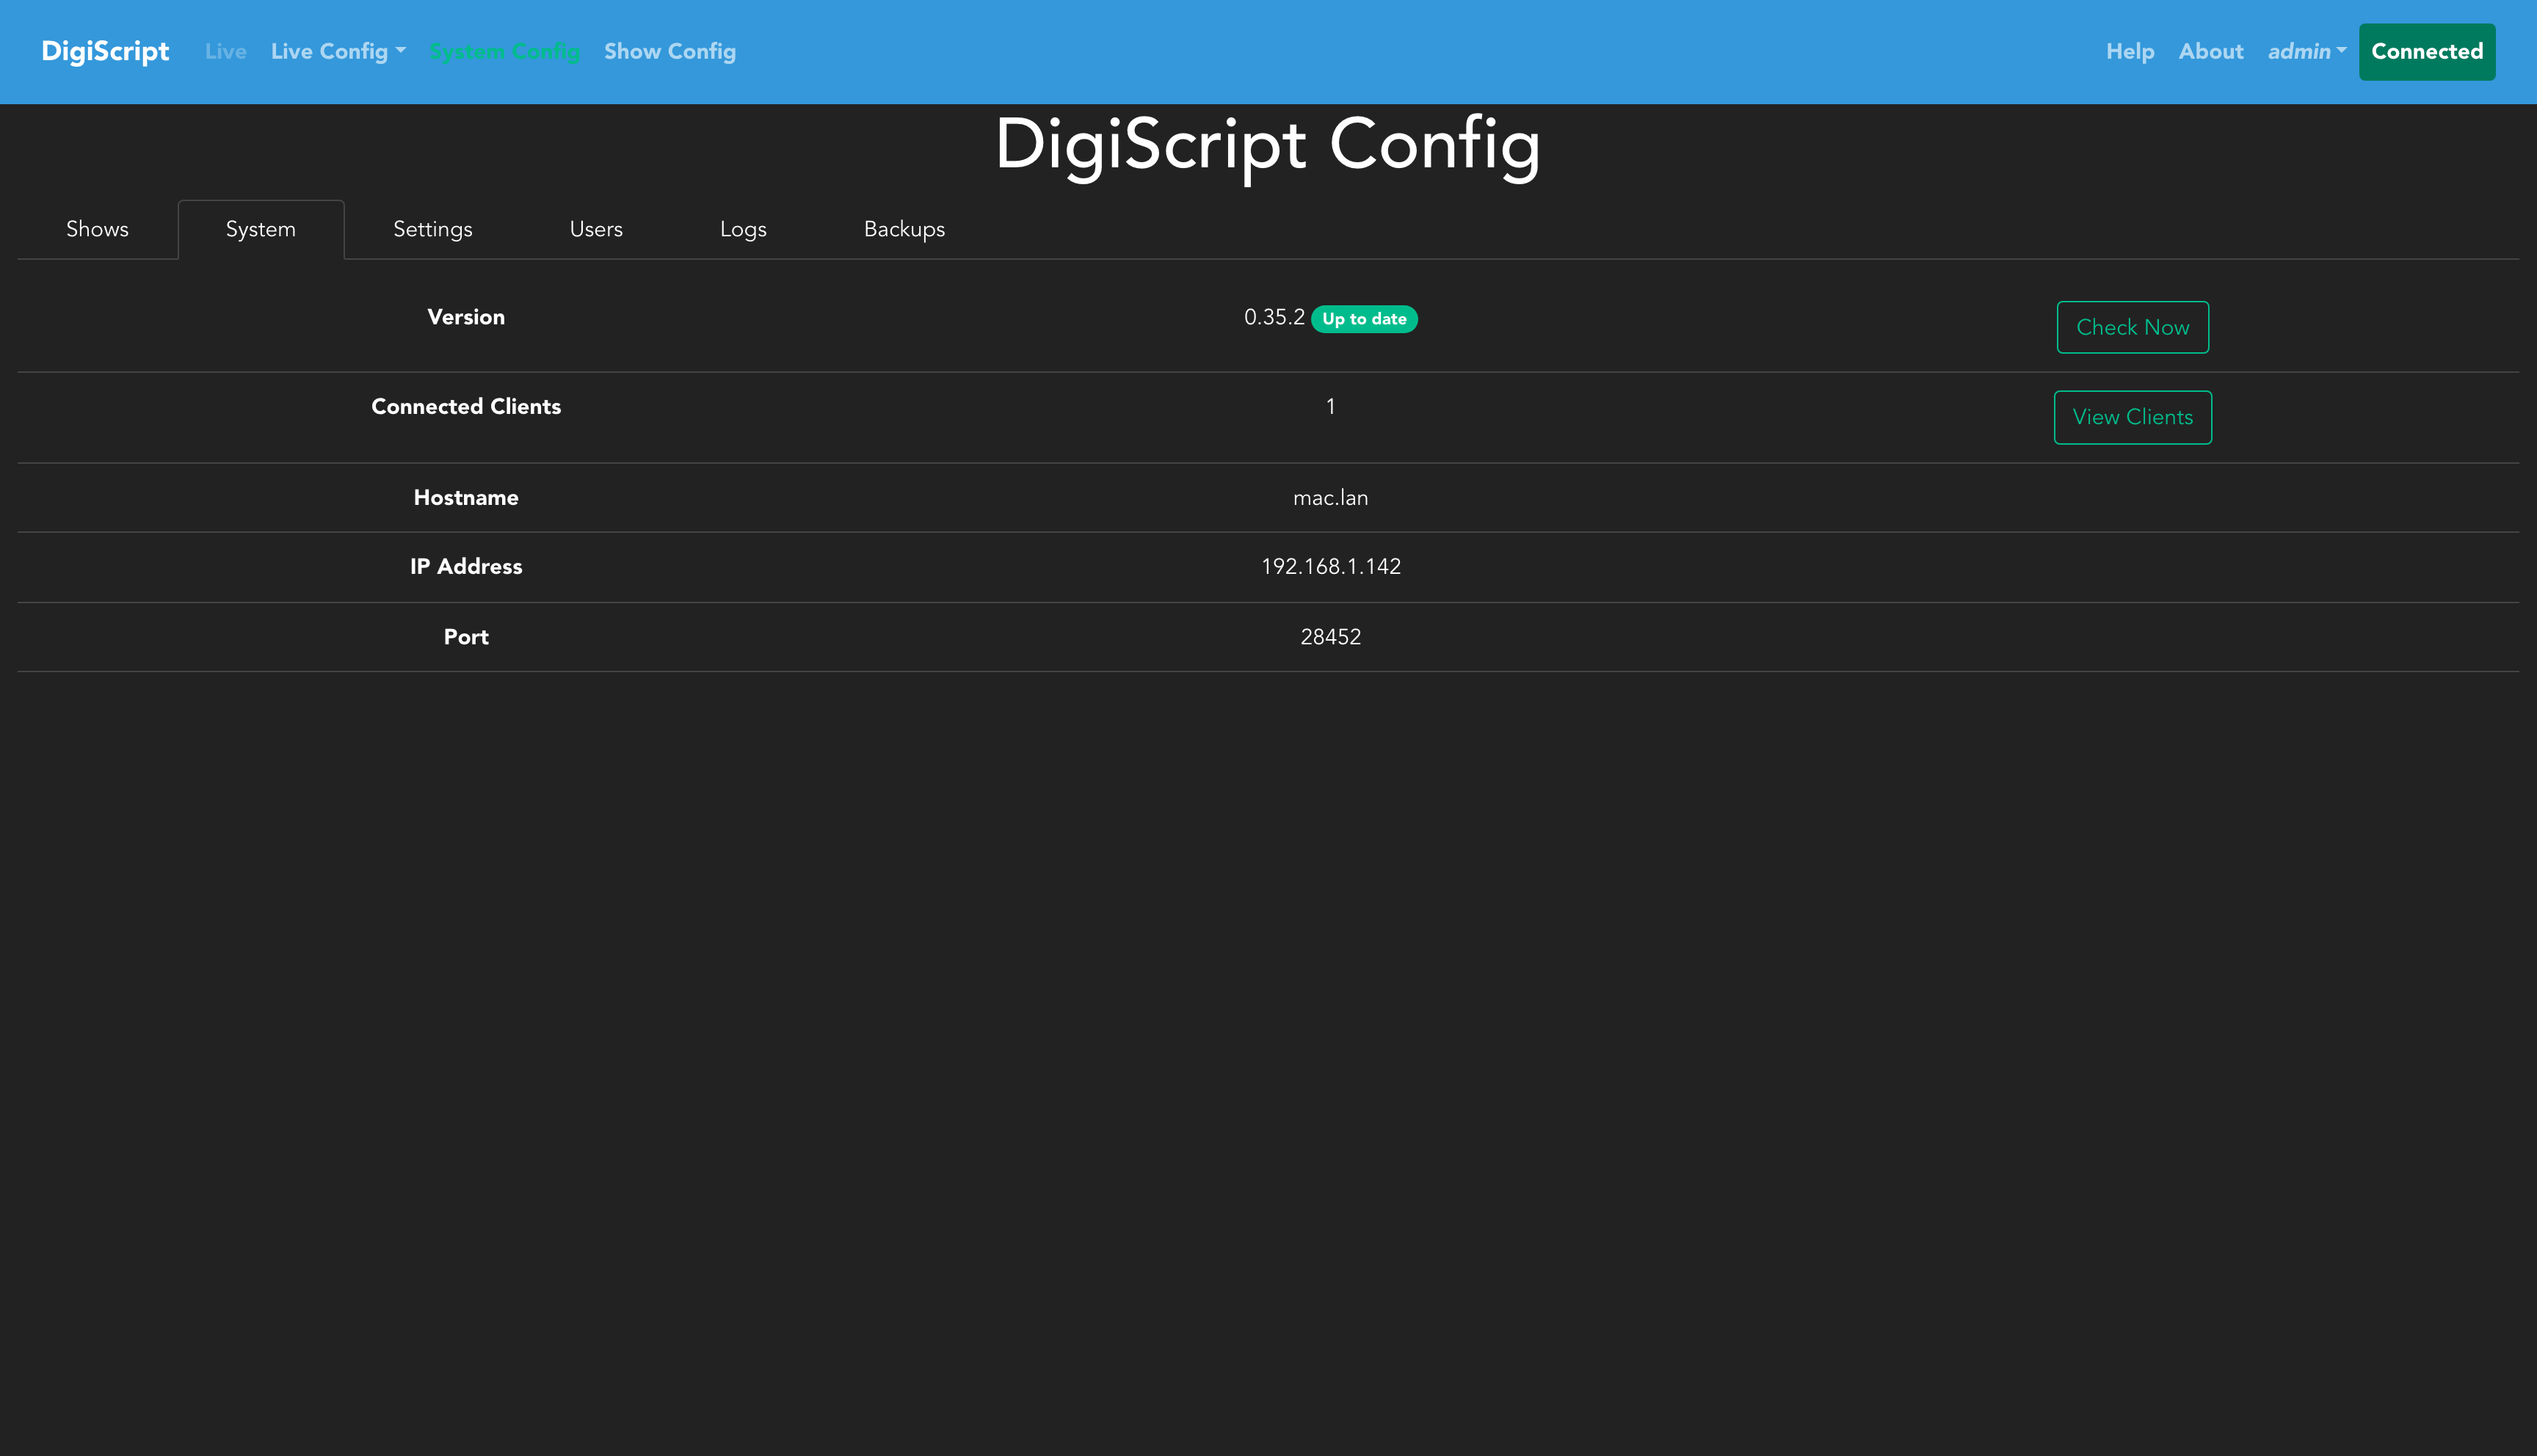 DigiScript Live Live Config System Config Show Config Help About admin Connected
DigiScript Config
Shows System Settings Users Logs Backups
Version 0.35.2 Up to date Check Now
Connected Clients 1 View Clients
Hostname mac.lan
IP Address 192.168.1.142
Port 28452